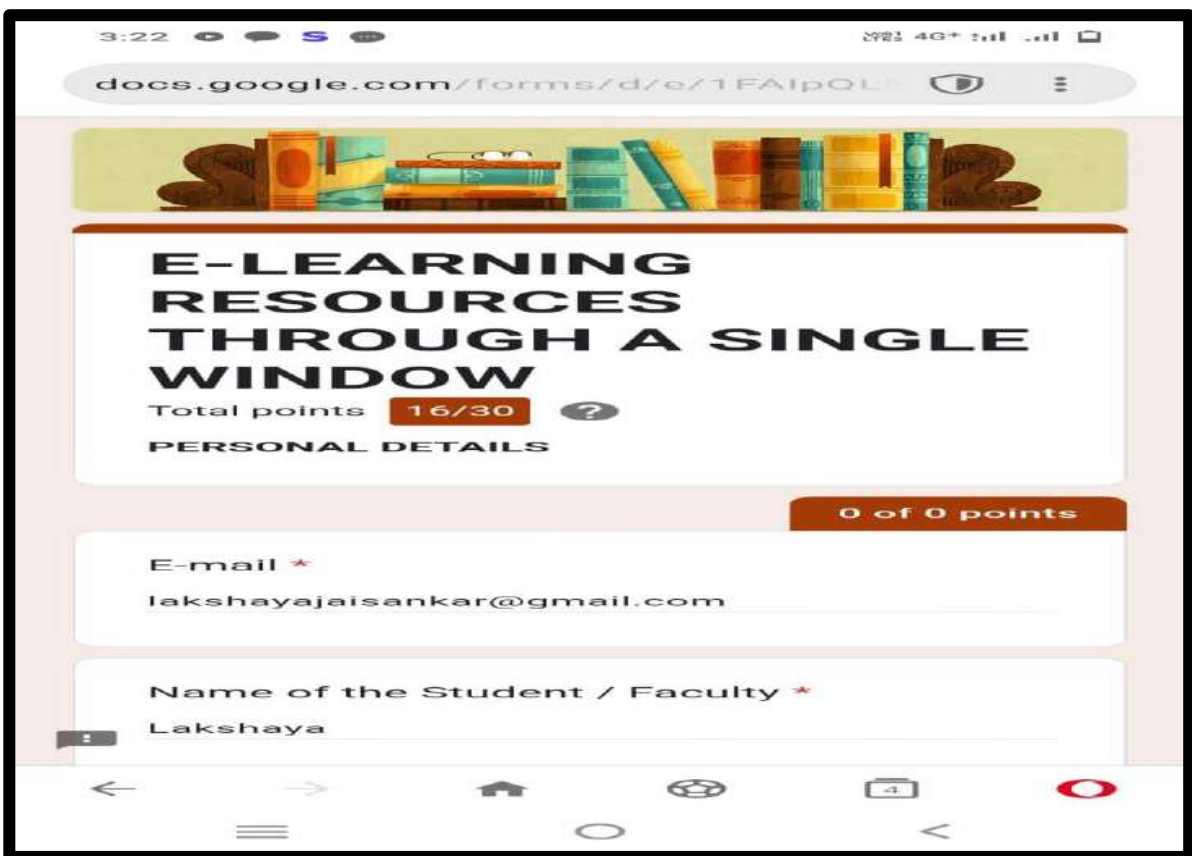 3:22 S 4G+
docs.google.com/forms/d/e/1FAIpQL
E-LEARNING
RESOURCES
THROUGH A SINGLE
WINDOW
Total points 16/30 ?
PERSONAL DETAILS
0 of 0 points
E-mail *
lakshayajaisankar@gmail.com
Name of the Student / Faculty *
Lakshaya
4